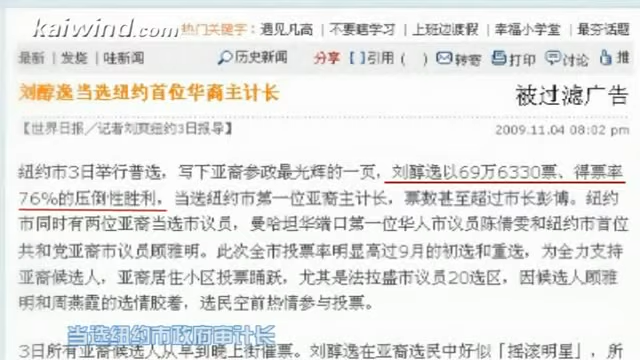 kaiwind.com
热门关键字：遇见几高 | 不要瞎学习 | 上班边渡假 | 幸福小学堂 | 最夯话题
最新 | 发烧 | 哇新闻 历史新闻 分享 [ ]引用 ( ) 转寄 打印 讨论 推
刘醇逸当选纽约首位华裔主计长
被过滤广告
【世界日报／记者刘 纽约3日报导】
2009.11.04 08:02 pm
纽约市3日举行普选，写下亚裔参政最光辉的一页，刘醇逸以69万6330票、得票率
76%的压倒性胜利，当选纽约市第一位亚裔主计长，票数甚至超过市长彭博。纽约
市同时有两位亚裔当选市议员，曼哈坦华埠口第一位华人市议员陈倩雯和纽约市首位
共和党亚裔市议员顾雅明。此次全市投票率明显高过9月的初选和重选，为全力支持
亚裔候选人，亚裔居住小区投票踊跃，尤其是法拉盛市议员20选区，因候选人顾雅
明和周燕霞的选情胶着，选民空前热情参与投票。
当选纽约市政府审计长
3日所有亚裔候选人从早到晚上街催票。刘醇逸在亚裔选民中好似「摇滚明星」，所